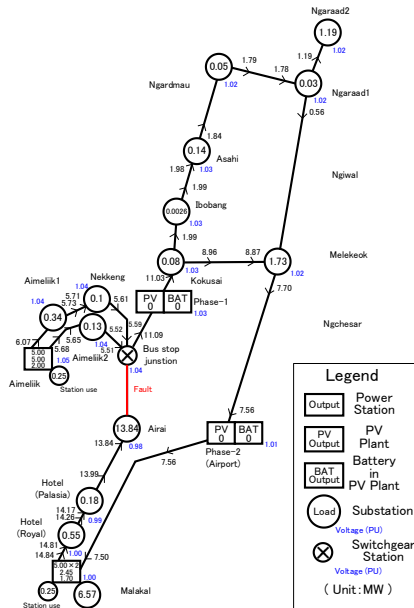 Ngaraad2
1.19
1.02
1.19
0.05
1.79
1.78
0.03
1.02
Ngardmau
1.02
Ngaraad1
0.56
1.84
0.14
Asahi
1.03
1.98
1.99
Ngiwal
Ibobang
0.0026
1.03
1.99
Melekeok
0.08
8.96
8.87
1.73
1.03
1.02
11.03
Kokusai
7.70
Nekkeng
1.04
Aimeliik1
PV
0
BAT
0
Phase-1
1.03
1.04
5.71
5.73
0.1
5.61
Ngchesar
0.34
0.13
5.52
5.59
11.09
6.07
1.04
5.51
5.65
5.68
Aimeliik2
Bus stop
junstion
1.04
5.00
5.00
2.00
1.05
Aimeliik
0.25
Station use
Fault
7.56
13.84
Airai
0.98
13.84
PV
0
BAT
0
1.01
7.56
Phase-2
(Airport)
13.99
Hotel
(Palasia)
0.18
0.99
14.17
14.26
Hotel
(Royal)
0.55
1.00
14.81
14.84
7.50
5.00×2
2.45
1.70
1.00
0.25
Station use
6.57
Malakal
Legend
Output
Power
Station
PV
Output
PV
Plant
BAT
Output
Battery
in
PV Plant
Load
Substation
Voltage (PU)
Switchgear
Station
Voltage (PU)
( Unit : MW )